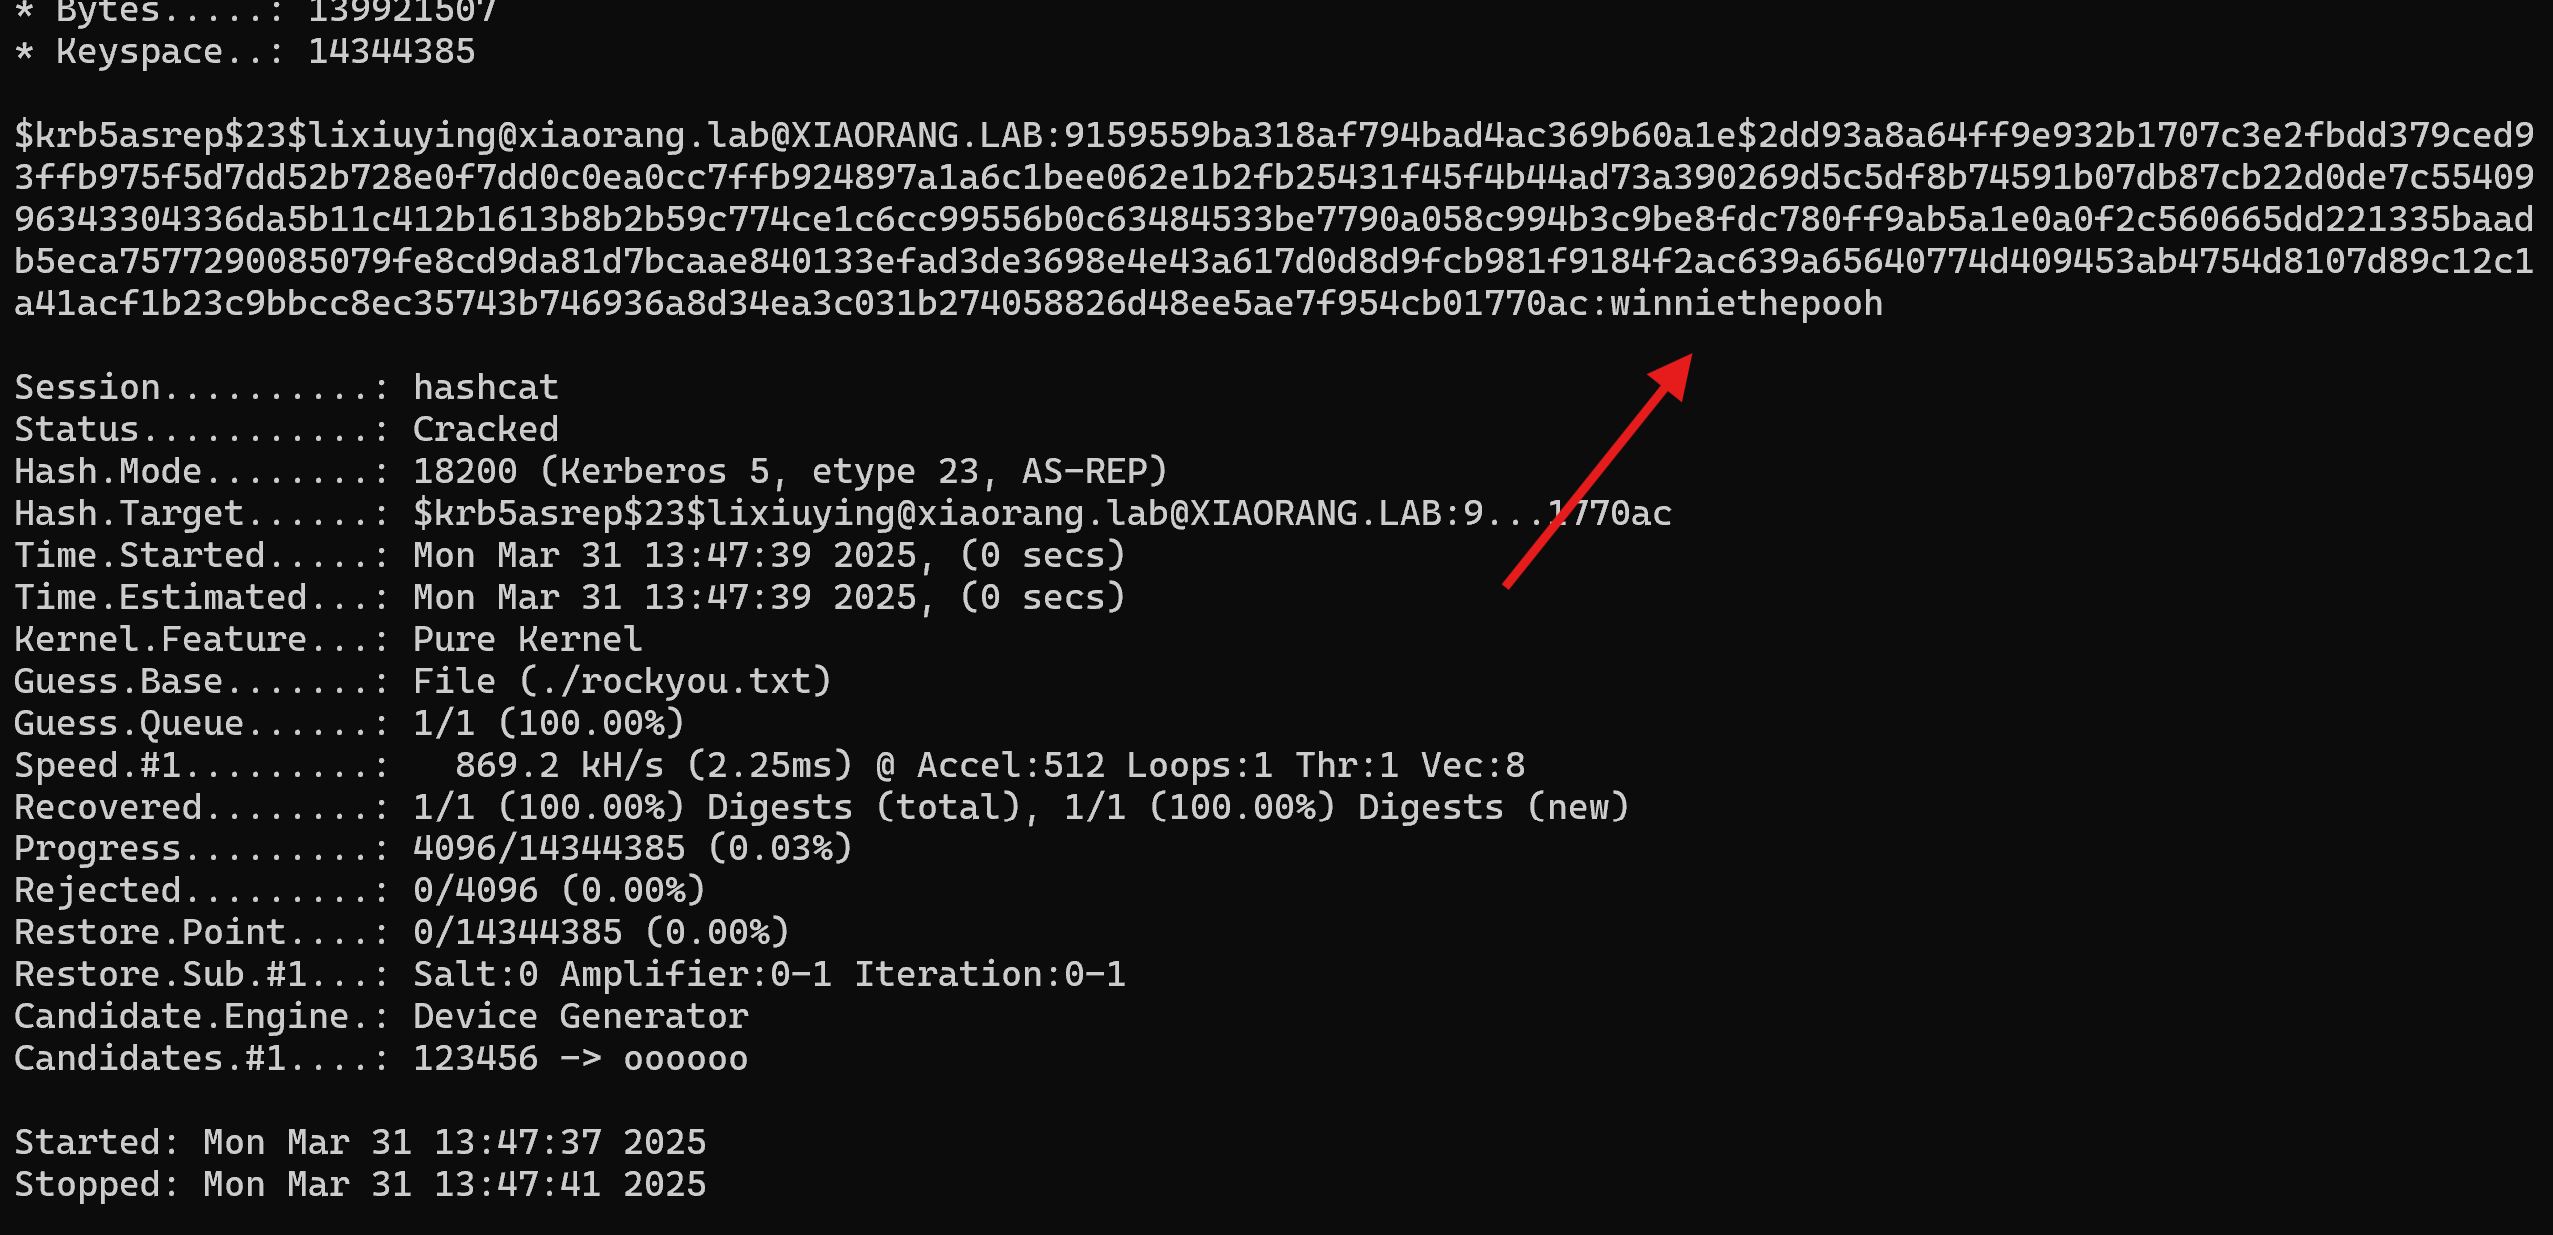 * Bytes.....: 139921507
* Keyspace..: 14344385
$krb5asrep$23$lixiuying@xiaorang.lab@XIAORANG.LAB:9159559ba318af794bad4ac369b60a1e$2dd93a8a64ff9e932b1707c3e2fbdd379ced9
3ffb975f5d7dd52b728e0f7dd0c0ea0cc7ffb924897a1a6c1bee062e1b2fb25431f45f4b44ad73a390269d5c5df8b74591b07db87cb22d0de7c55409
96343304336da5b11c412b1613b8b2b59c774ce1c6cc99556b0c63484533be7790a058c994b3c9be8fdc780ff9ab5a1e0a0f2c560665dd221335baad
b5eca7577290085079fe8cd9da81d7bcaae840133efad3de3698e4e43a617d0d8d9fcb981f9184f2ac639a65640774d409453ab4754d8107d89c12c1
a41acf1b23c9bbcc8ec35743b746936a8d34ea3c031b274058826d48ee5ae7f954cb01770ac:winniethepooh
Session..........: hashcat
Status...........: Cracked
Hash.Mode........: 18200 (Kerberos 5, etype 23, AS-REP)
Hash.Target......: $krb5asrep$23$lixiuying@xiaorang.lab@XIAORANG.LAB:9...1770ac
Time.Started.....: Mon Mar 31 13:47:39 2025, (0 secs)
Time.Estimated...: Mon Mar 31 13:47:39 2025, (0 secs)
Kernel.Feature...: Pure Kernel
Guess.Base.......: File (./rockyou.txt)
Guess.Queue......: 1/1 (100.00%)
Speed.#1.........:   869.2 kH/s (2.25ms) @ Accel:512 Loops:1 Thr:1 Vec:8
Recovered........: 1/1 (100.00%) Digests (total), 1/1 (100.00%) Digests (new)
Progress.........: 4096/14344385 (0.03%)
Rejected.........: 0/4096 (0.00%)
Restore.Point....: 0/14344385 (0.00%)
Restore.Sub.#1...: Salt:0 Amplifier:0-1 Iteration:0-1
Candidate.Engine.: Device Generator
Candidates.#1....: 123456 -> oooooo
Started: Mon Mar 31 13:47:37 2025
Stopped: Mon Mar 31 13:47:41 2025